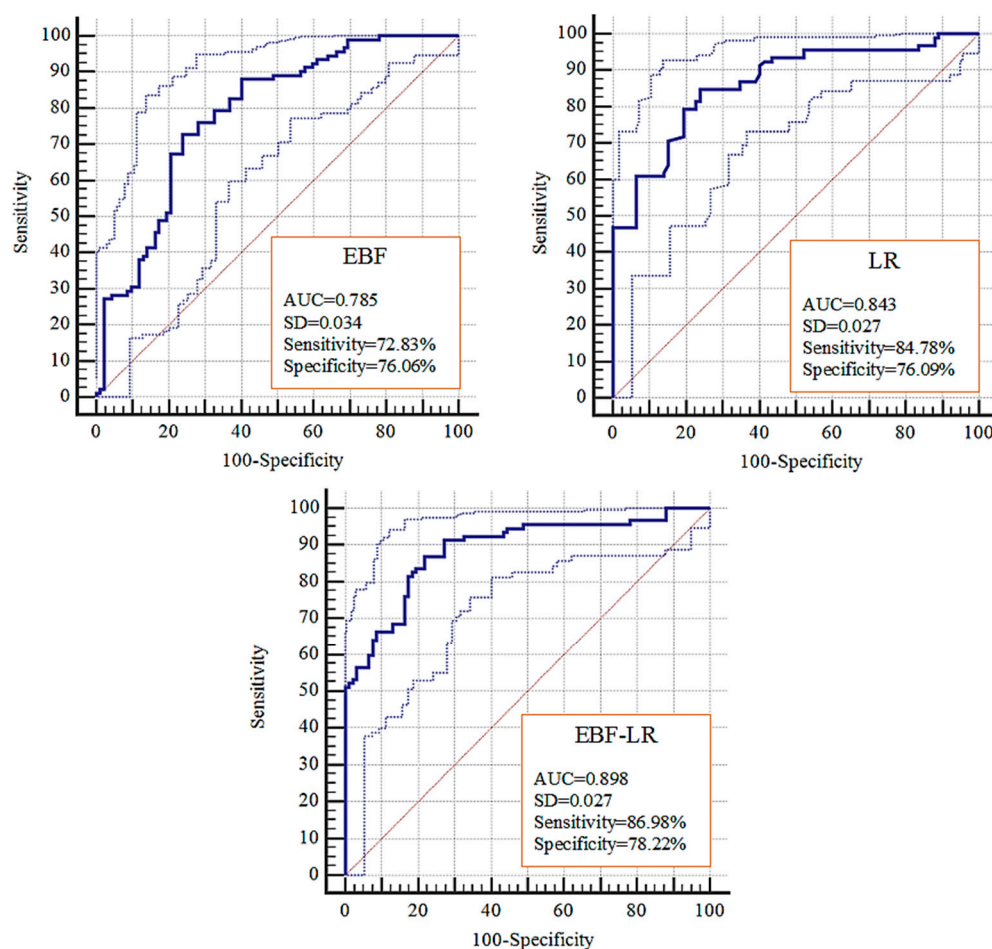 Sensitivity
100
90
80
70
60
50
40
30
20
10
0
EBF
AUC=0.785
SD=0.034
Sensitivity=72.83%
Specificity=76.06%
0 20 40 60 80 100
100-Specificity
Sensitivity
100
90
80
70
60
50
40
30
20
10
0
LR
AUC=0.843
SD=0.027
Sensitivity=84.78%
Specificity=76.09%
0 20 40 60 80 100
100-Specificity
Sensitivity
100
90
80
70
60
50
40
30
20
10
0
EBF-LR
AUC=0.898
SD=0.027
Sensitivity=86.98%
Specificity=78.22%
0 20 40 60 80 100
100-Specificity